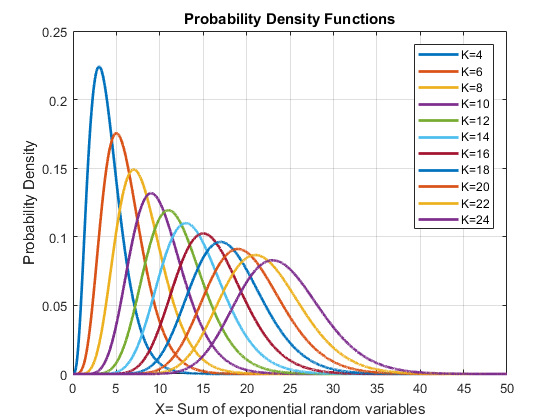 Probability Density Functions
0.25
0.2
0.15
0.1
0.05
0
Probability Density
K=4
K=6
K=8
K=10
K=12
K=14
K=16
K=18
K=20
K=22
K=24
0 5 10 15 20 25 30 35 40 45 50
X= Sum of exponential random variables